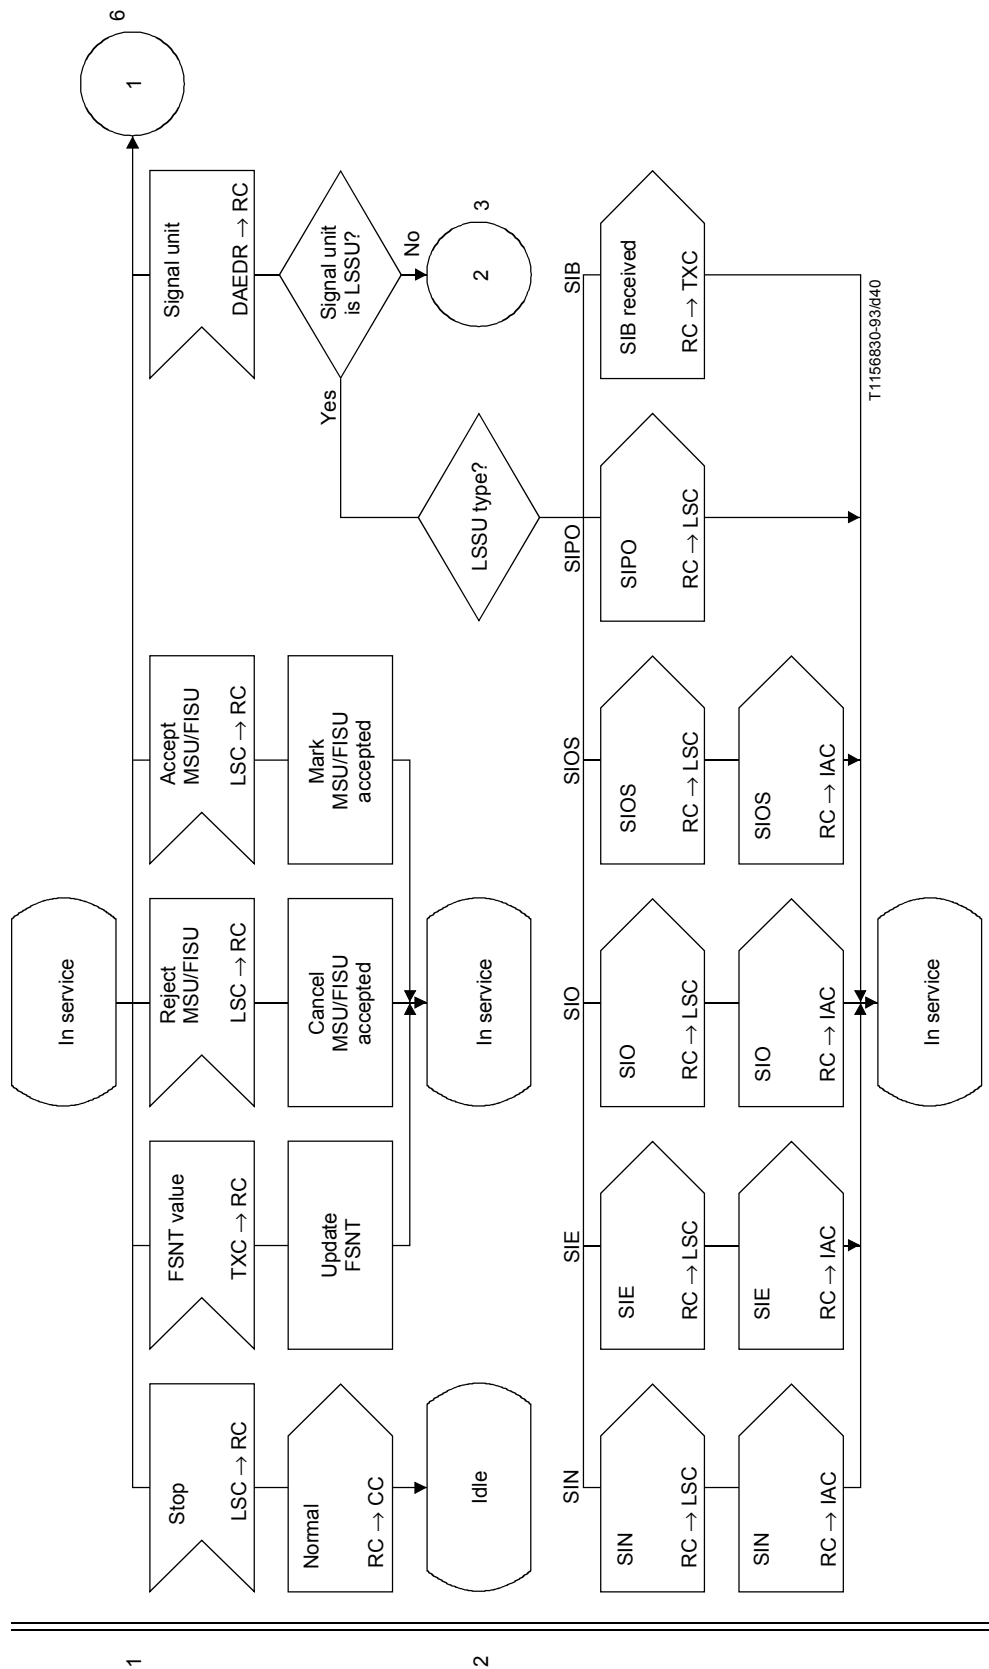 In service
6
1
1
Stop
LSC → RC
FSNT value
TXC → RC
Reject
MSU/FISU
LSC → RC
Accept
MSU/FISU
LSC → RC
Signal unit
DAEDR → RC
Normal
RC → CC
Update
FSNT
Cancel
MSU/FISU
accepted
Mark
MSU/FISU
accepted
Signal unit
is LSSU?
Yes
No
2
Idle
In service
LSSU type?
3
2
SIN
SIE
SIO
SIOS
SIPO
SIB
SIN
RC → LSC
SIE
RC → LSC
SIO
RC → LSC
SIOS
RC → LSC
SIPO
RC → LSC
SIB received
RC → TXC
SIN
RC → IAC
SIE
RC → IAC
SIO
RC → IAC
SIOS
RC → IAC
In service
T1156830-93/d40